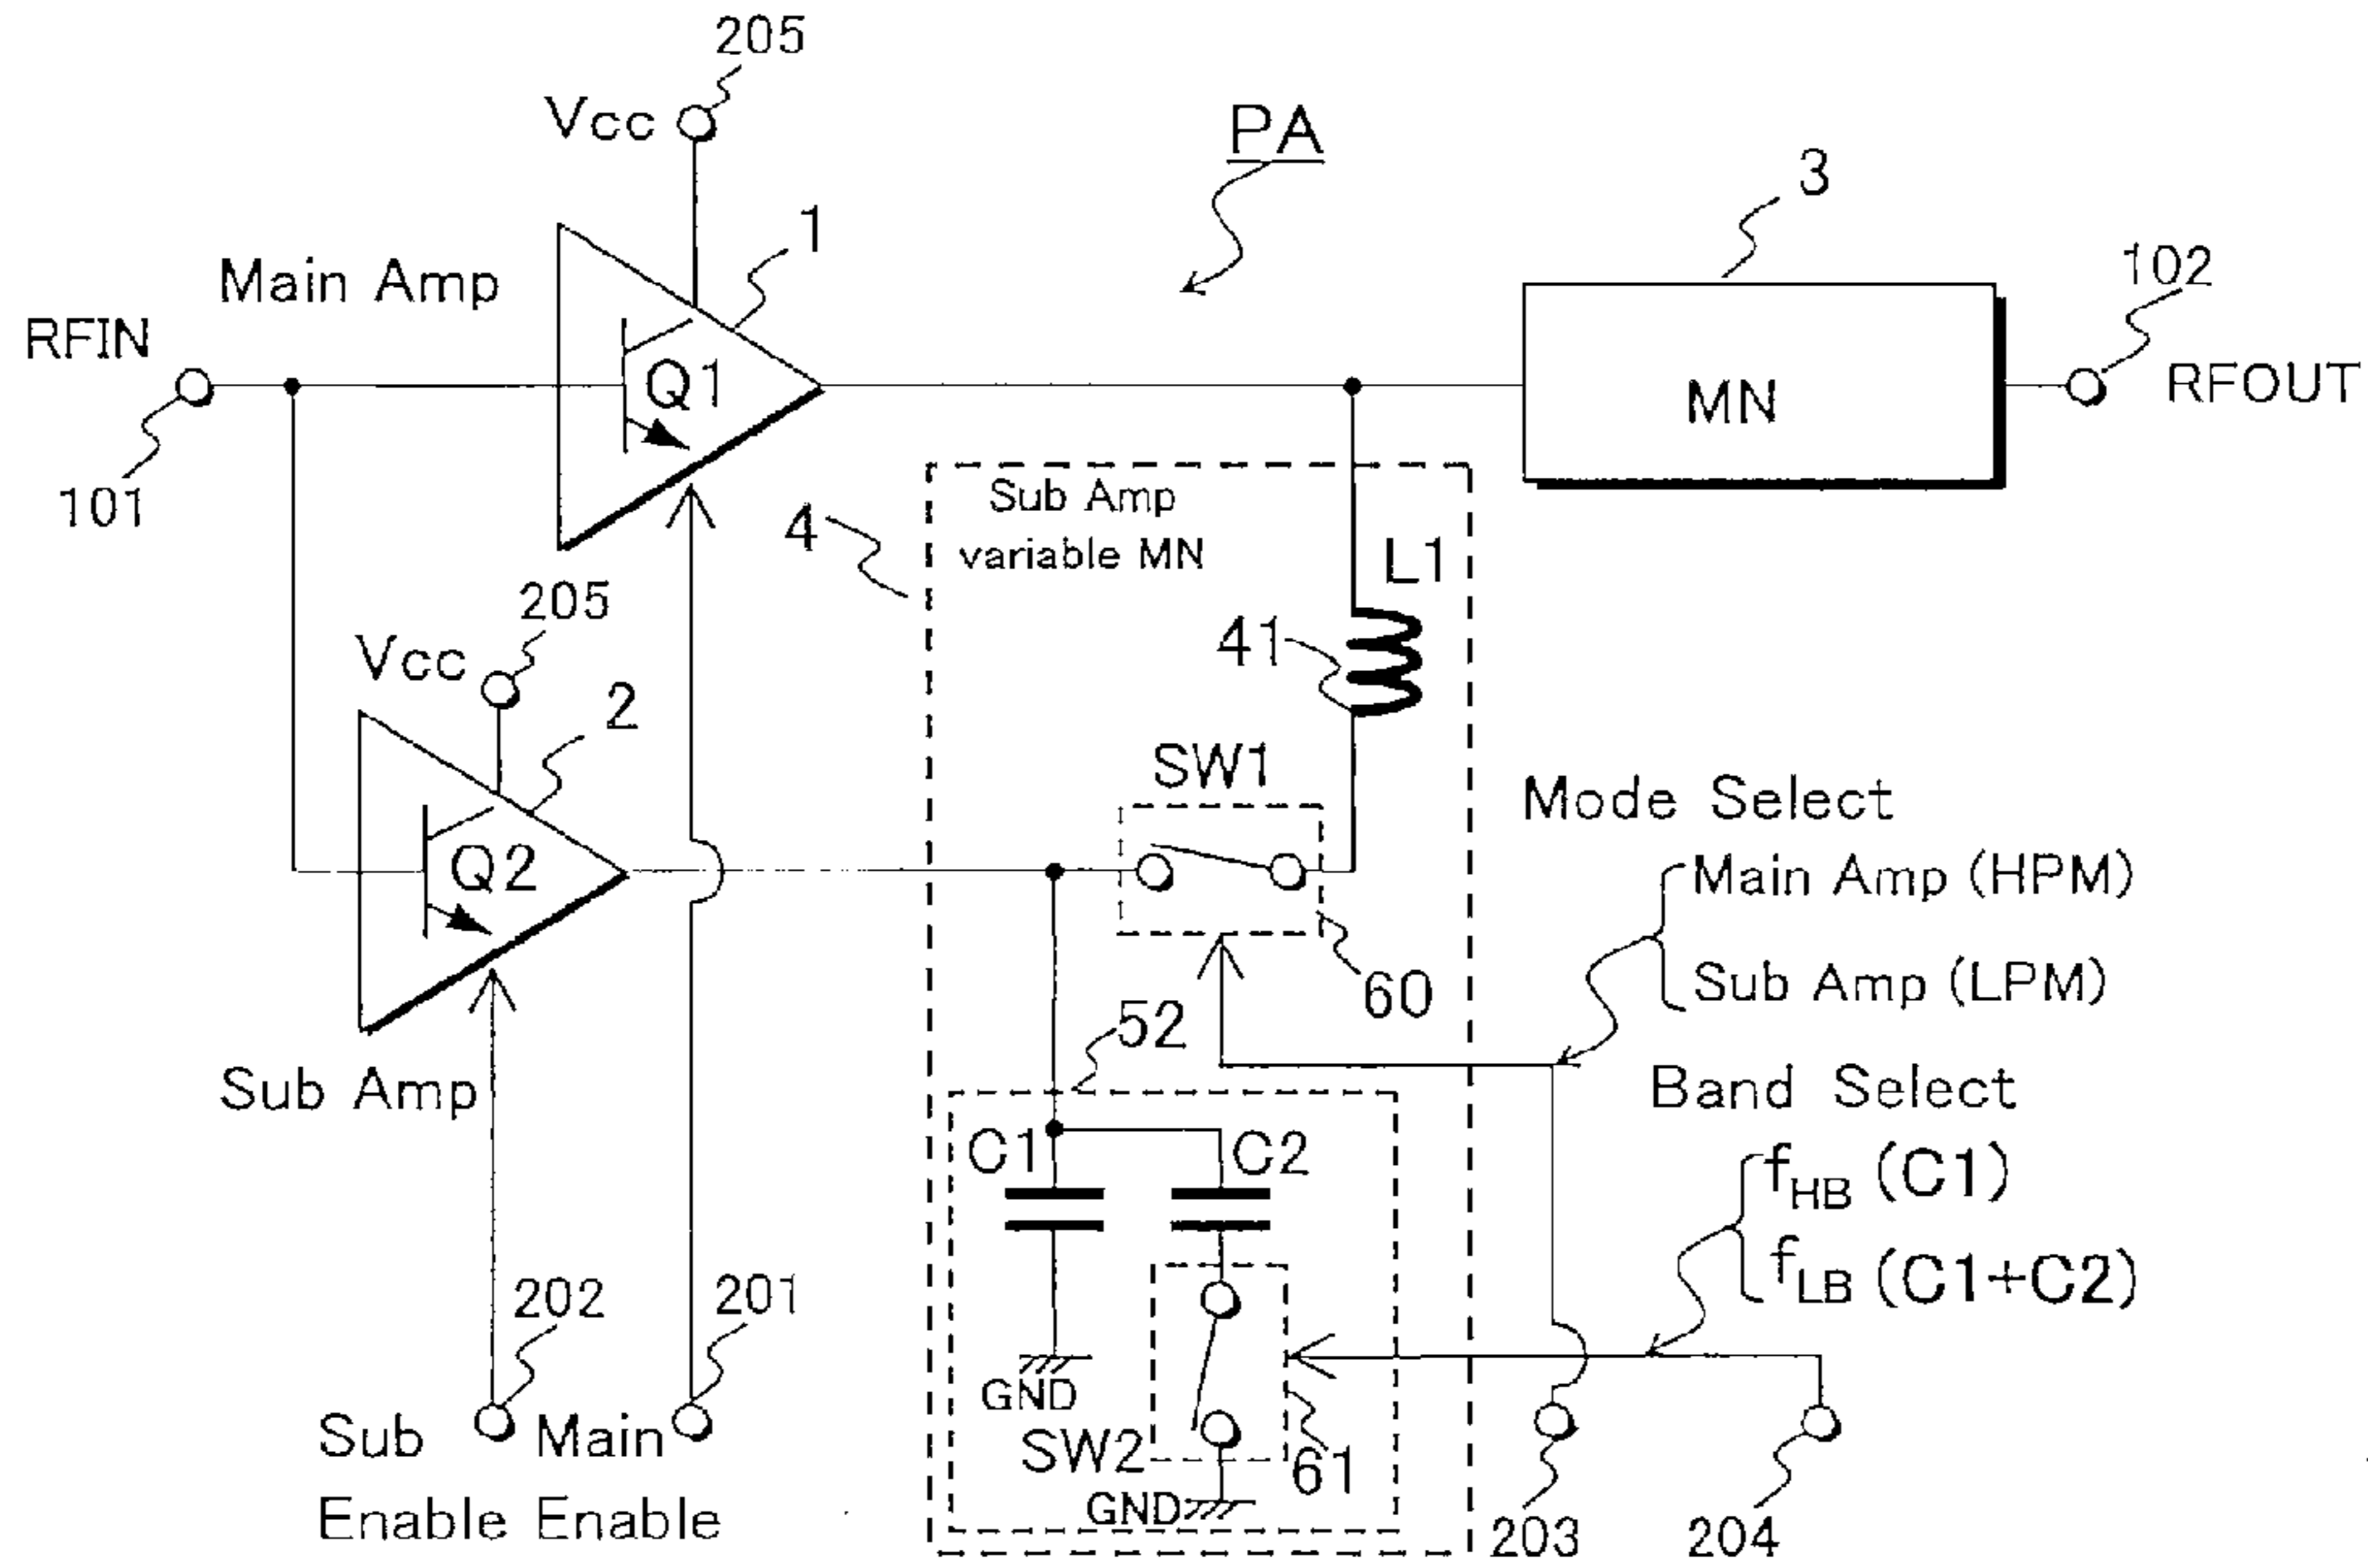 205
Vcc
PA
3
1
102
Main Amp
RFIN
Q1
MN
RFOUT
101
Sub Amp
variable MN
4
L1
205
41
Vcc
2
SW1
Mode Select
Q2
Main Amp (HPM)
60
Sub Amp (LPM)
52
Sub Amp
Band Select
C1
C2
fHB (C1)
fLB (C1+C2)
202
201
GND
Sub
Main
SW2
61
Enable
Enable
GND
203
204